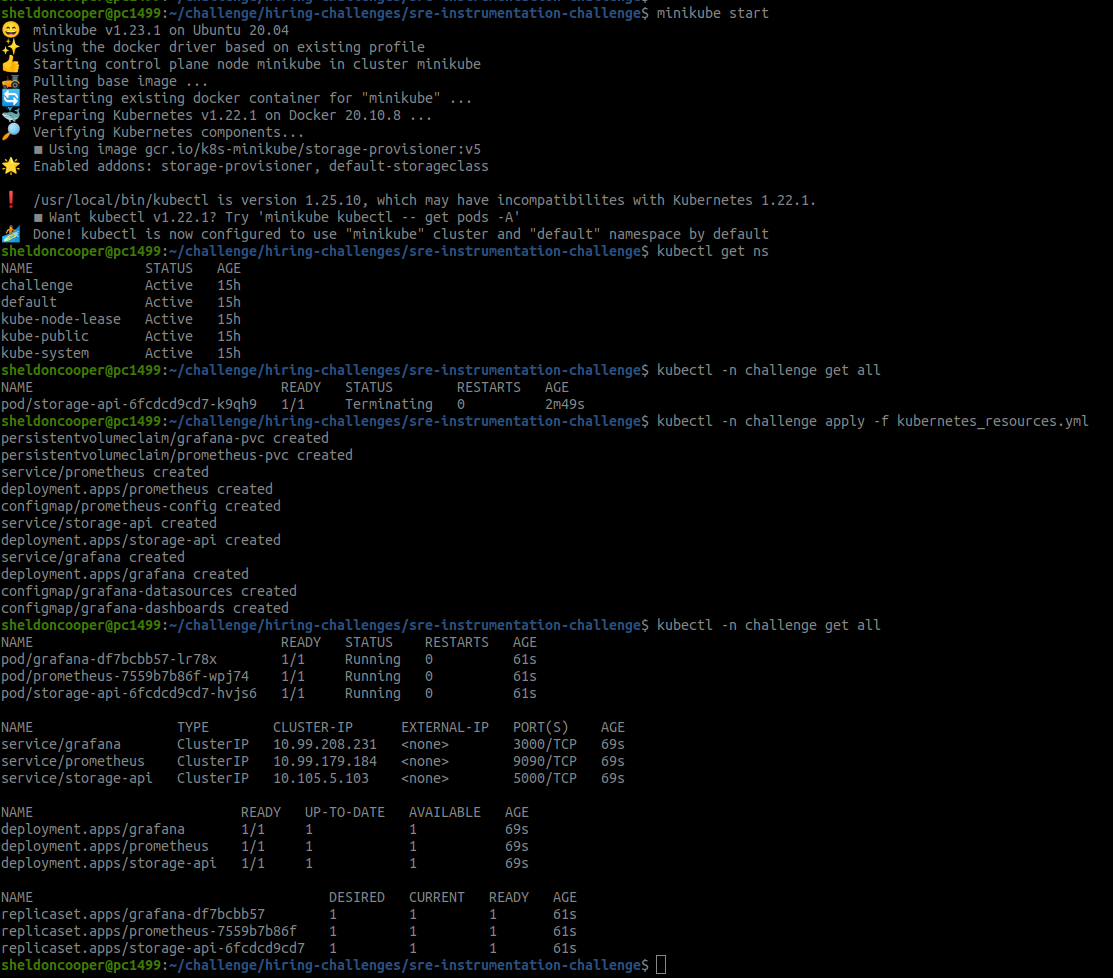 sheldoncooper@pc1499:~/challenge/hiring-challenges/sre-instrumentation-challenge$ minikube start
😄  minikube v1.23.1 on Ubuntu 20.04
✨  Using the docker driver based on existing profile
👍  Starting control plane node minikube in cluster minikube
🚜  Pulling base image ...
🔄  Restarting existing docker container for "minikube" ...
🐳  Preparing Kubernetes v1.22.1 on Docker 20.10.8 ...
🔎  Verifying Kubernetes components...
    ▪ Using image gcr.io/k8s-minikube/storage-provisioner:v5
🌟  Enabled addons: storage-provisioner, default-storageclass
❗  /usr/local/bin/kubectl is version 1.25.10, which may have incompatibilites with Kubernetes 1.22.1.
    ▪ Want kubectl v1.22.1? Try 'minikube kubectl -- get pods -A'
🏄  Done! kubectl is now configured to use "minikube" cluster and "default" namespace by default
sheldoncooper@pc1499:~/challenge/hiring-challenges/sre-instrumentation-challenge$ kubectl get ns
NAME              STATUS   AGE
challenge         Active   15h
default           Active   15h
kube-node-lease   Active   15h
kube-public       Active   15h
kube-system       Active   15h
sheldoncooper@pc1499:~/challenge/hiring-challenges/sre-instrumentation-challenge$ kubectl -n challenge get all
NAME                               READY   STATUS        RESTARTS   AGE
pod/storage-api-6fcdcd9cd7-k9qh9   1/1     Terminating   0          2m49s
sheldoncooper@pc1499:~/challenge/hiring-challenges/sre-instrumentation-challenge$ kubectl -n challenge apply -f kubernetes_resources.yml
persistentvolumeclaim/grafana-pvc created
persistentvolumeclaim/prometheus-pvc created
service/prometheus created
deployment.apps/prometheus created
configmap/prometheus-config created
service/storage-api created
deployment.apps/storage-api created
service/grafana created
deployment.apps/grafana created
configmap/grafana-datasources created
configmap/grafana-dashboards created
sheldoncooper@pc1499:~/challenge/hiring-challenges/sre-instrumentation-challenge$ kubectl -n challenge get all
NAME                               READY   STATUS    RESTARTS   AGE
pod/grafana-df7bcbb57-lr78x        1/1     Running   0          61s
pod/prometheus-7559b7b86f-wpj74    1/1     Running   0          61s
pod/storage-api-6fcdcd9cd7-hvjs6   1/1     Running   0          61s
NAME                  TYPE        CLUSTER-IP      EXTERNAL-IP   PORT(S)    AGE
service/grafana       ClusterIP   10.99.208.231   <none>        3000/TCP   69s
service/prometheus    ClusterIP   10.99.179.184   <none>        9090/TCP   69s
service/storage-api   ClusterIP   10.105.5.103    <none>        5000/TCP   69s
NAME                          READY   UP-TO-DATE   AVAILABLE   AGE
deployment.apps/grafana       1/1     1            1           69s
deployment.apps/prometheus    1/1     1            1           69s
deployment.apps/storage-api   1/1     1            1           69s
NAME                                     DESIRED   CURRENT   READY   AGE
replicaset.apps/grafana-df7bcbb57        1         1         1       61s
replicaset.apps/prometheus-7559b7b86f    1         1         1       61s
replicaset.apps/storage-api-6fcdcd9cd7   1         1         1       61s
sheldoncooper@pc1499:~/challenge/hiring-challenges/sre-instrumentation-challenge$